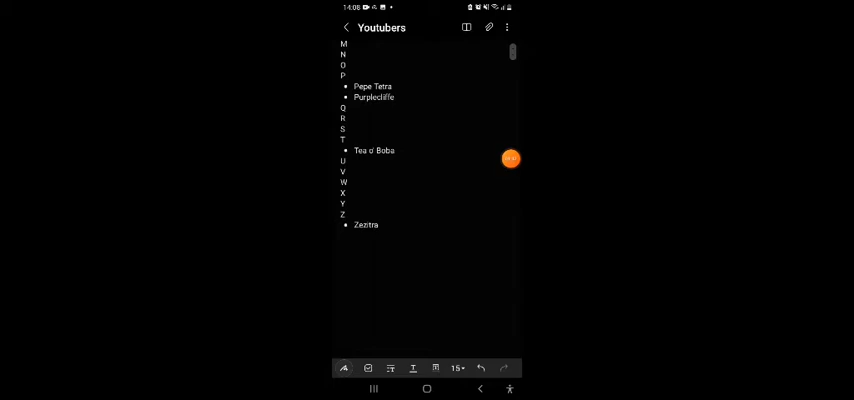 14:08
Youtubers
M
N
O
P
• Pepe Tetra
• Purplecliffe
Q
R
S
T
• Tea o' Boba
U
V
W
X
Y
Z
• Zezitra
15